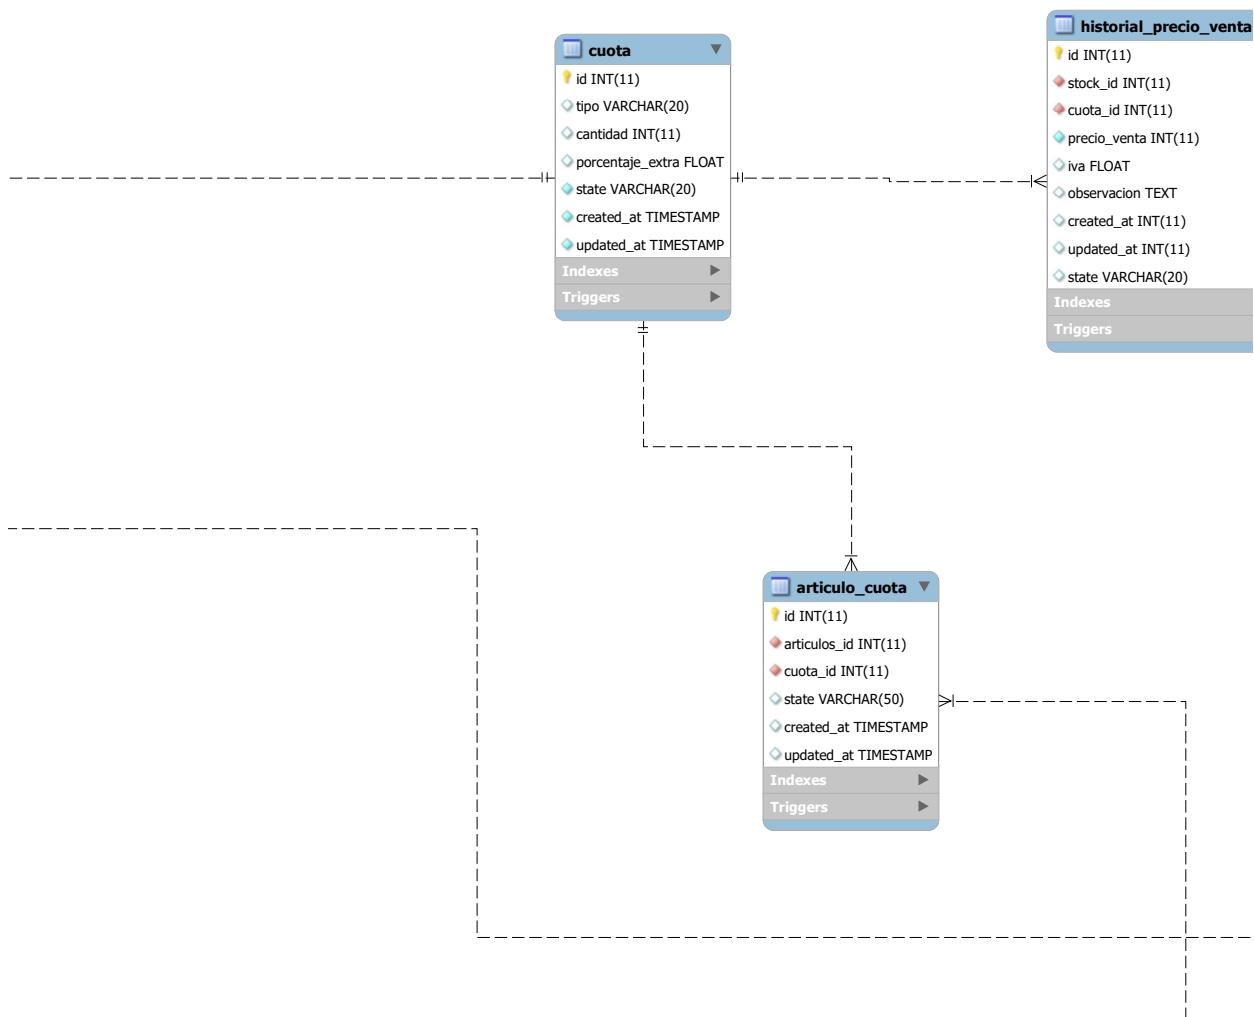 cuota
id INT(11)
tipo VARCHAR(20)
cantidad INT(11)
porcentaje_extra FLOAT
state VARCHAR(20)
created_at TIMESTAMP
updated_at TIMESTAMP
Indexes
Triggers
historial_precio_venta
id INT(11)
stock_id INT(11)
cuota_id INT(11)
precio_venta INT(11)
iva FLOAT
observacion TEXT
created_at INT(11)
updated_at INT(11)
state VARCHAR(20)
Indexes
Triggers
articulo_cuota
id INT(11)
articulos_id INT(11)
cuota_id INT(11)
state VARCHAR(50)
created_at TIMESTAMP
updated_at TIMESTAMP
Indexes
Triggers